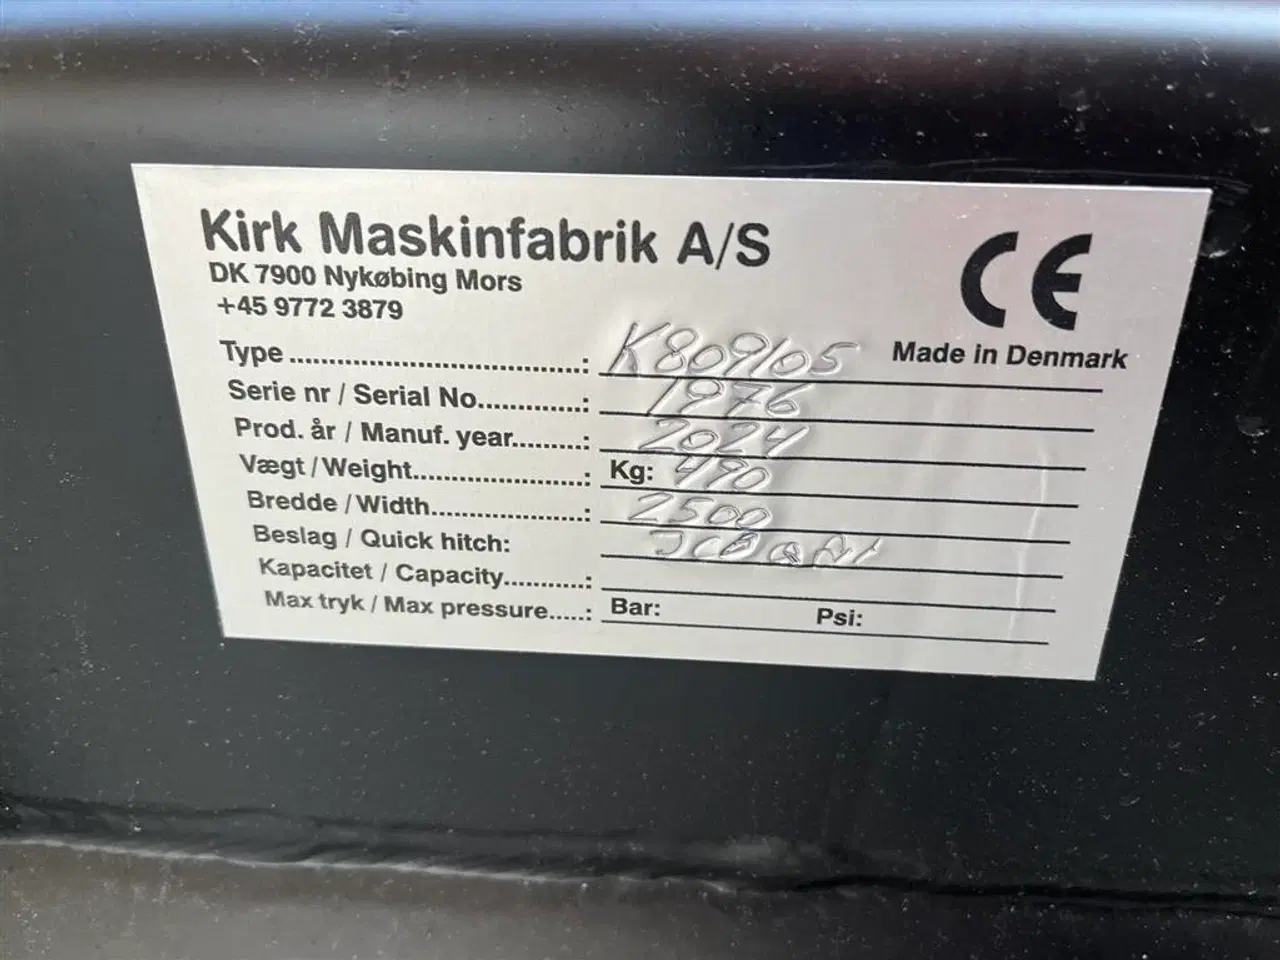 Kirk Maskinfabrik A/S
DK 7900 Nykøbing Mors
+45 9772 3879
CE
Made in Denmark
Type..............................: K809105
Serie nr / Serial No.............: 1976
Prod. år / Manuf. year.........: 2024
Vægt / Weight......................: Kg: 490
Bredde / Width....................: 2500
Beslag / Quick hitch:
Kapacitet / Capacity..........:
Max tryk / Max pressure.....: Bar: Psi: